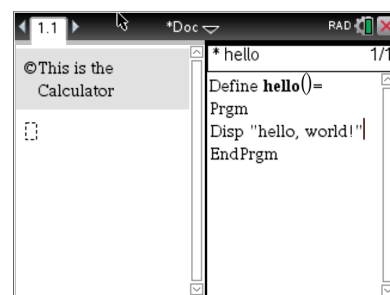 1.1
*Doc
RAD
©This is the
Calculator
* hello
1/1
Define hello()=
Prgm
Disp "hello, world!"
EndPrgm